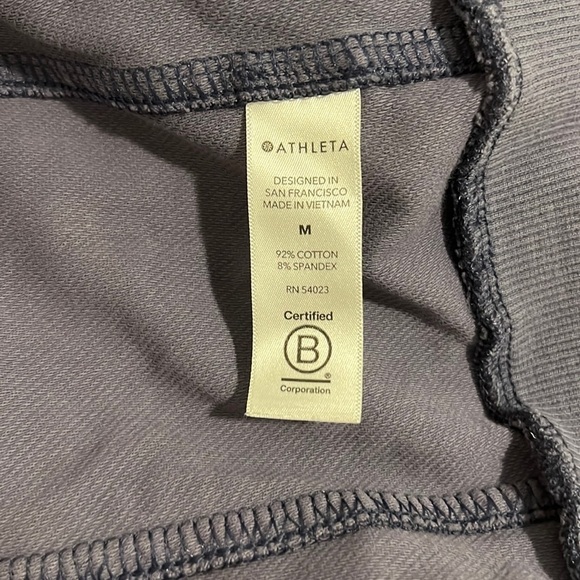 ATHLETA
DESIGNED IN
SAN FRANCISCO
MADE IN VIETNAM
M
92% COTTON
8% SPANDEX
RN 54023
Certified
B
®
Corporation